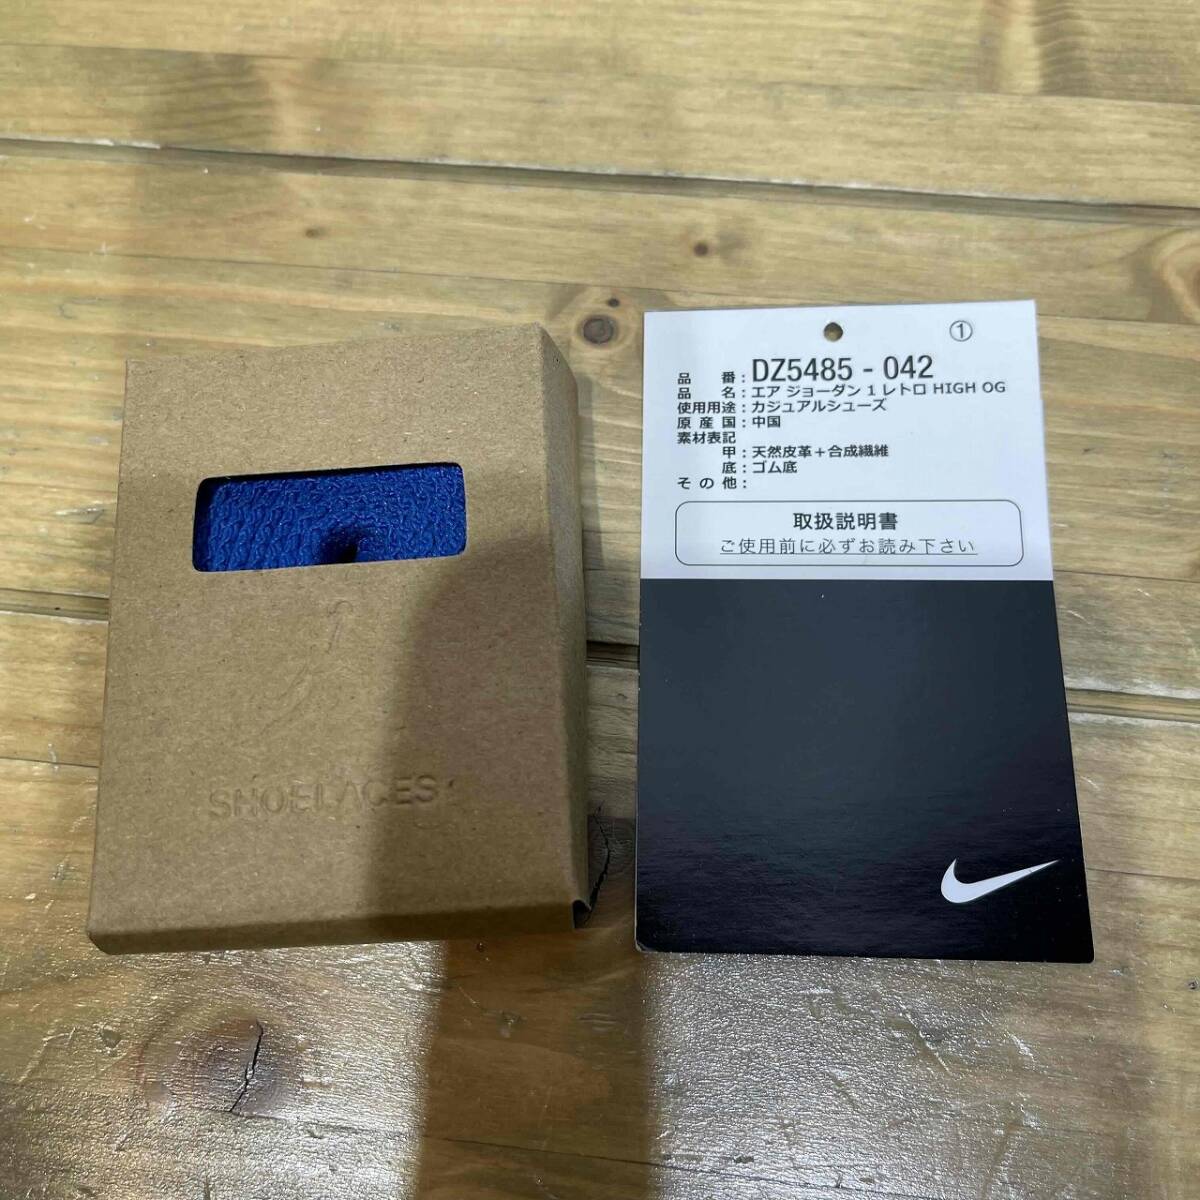 SHOELACES
①
品番：DZ5485 - 042
品名：エア ジョーダン 1 レトロ HIGH OG
使用用途：カジュアルシューズ
原産国：中国
素材表記
甲：天然皮革＋合成繊維
底：ゴム底
その他：
取扱説明書
ご使用前に必ずお読み下さい